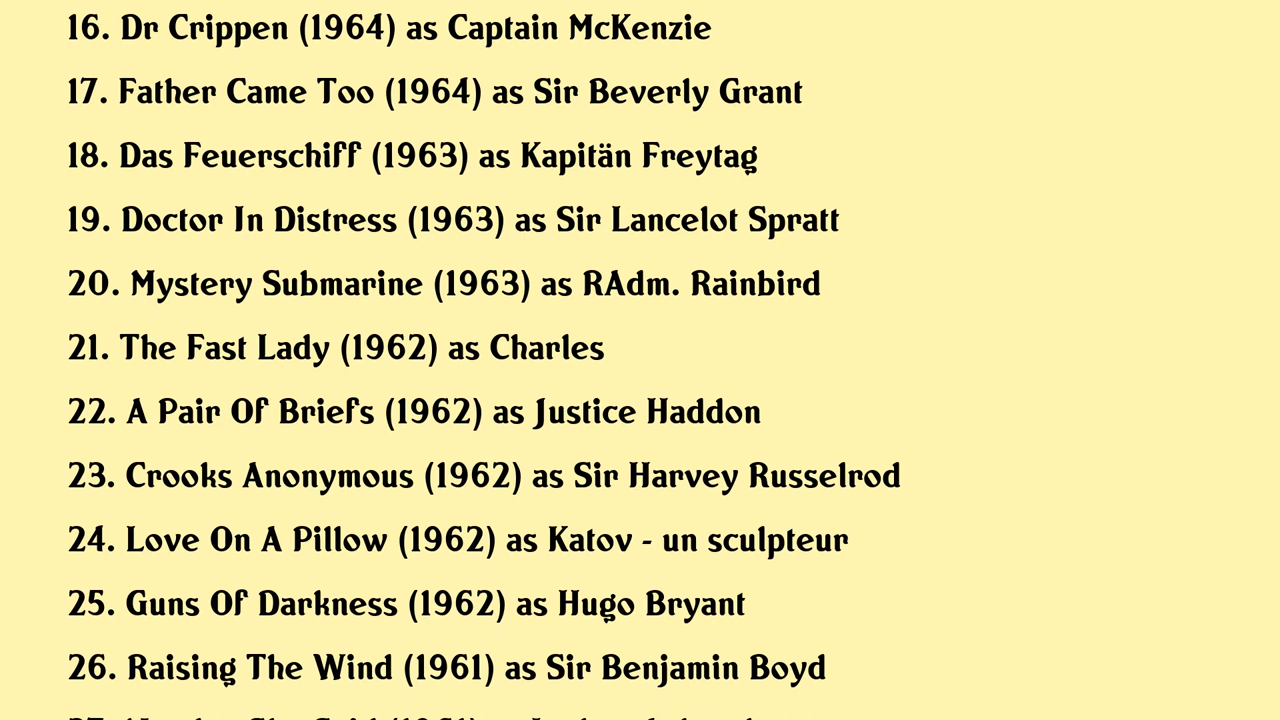 16. Dr Crippen (1964) as Captain McKenzie
17. Father Came Too (1964) as Sir Beverly Grant
18. Das Feuerschiff (1963) as Kapitän Freytag
19. Doctor In Distress (1963) as Sir Lancelot Spratt
20. Mystery Submarine (1963) as RAdm. Rainbird
21. The Fast Lady (1962) as Charles
22. A Pair Of Briefs (1962) as Justice Haddon
23. Crooks Anonymous (1962) as Sir Harvey Russelrod
24. Love On A Pillow (1962) as Katov - un sculpteur
25. Guns Of Darkness (1962) as Hugo Bryant
26. Raising The Wind (1961) as Sir Benjamin Boyd